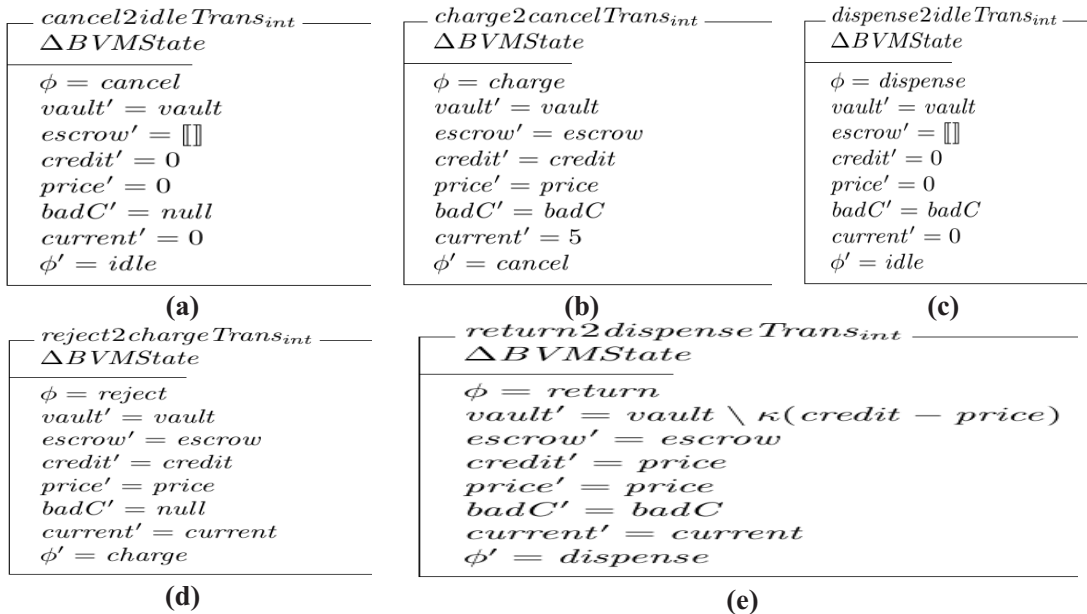 cancel2idleTrans_int
ΔBVMState
ϕ = cancel
vault′ = vault
escrow′ = ⟦⟧
credit′ = 0
price′ = 0
badC′ = null
current′ = 0
ϕ′ = idle
(a)
charge2cancelTrans_int
ΔBVMState
ϕ = charge
vault′ = vault
escrow′ = escrow
credit′ = credit
price′ = price
badC′ = badC
current′ = 5
ϕ′ = cancel
(b)
dispense2idleTrans_int
ΔBVMState
ϕ = dispense
vault′ = vault
escrow′ = ⟦⟧
credit′ = 0
price′ = 0
badC′ = badC
current′ = 0
ϕ′ = idle
(c)
reject2chargeTrans_int
ΔBVMState
ϕ = reject
vault′ = vault
escrow′ = escrow
credit′ = credit
price′ = price
badC′ = null
current′ = current
ϕ′ = charge
(d)
return2dispenseTrans_int
ΔBVMState
ϕ = return
vault′ = vault \ κ(credit − price)
escrow′ = escrow
credit′ = price
price′ = price
badC′ = badC
current′ = current
ϕ′ = dispense
(e)